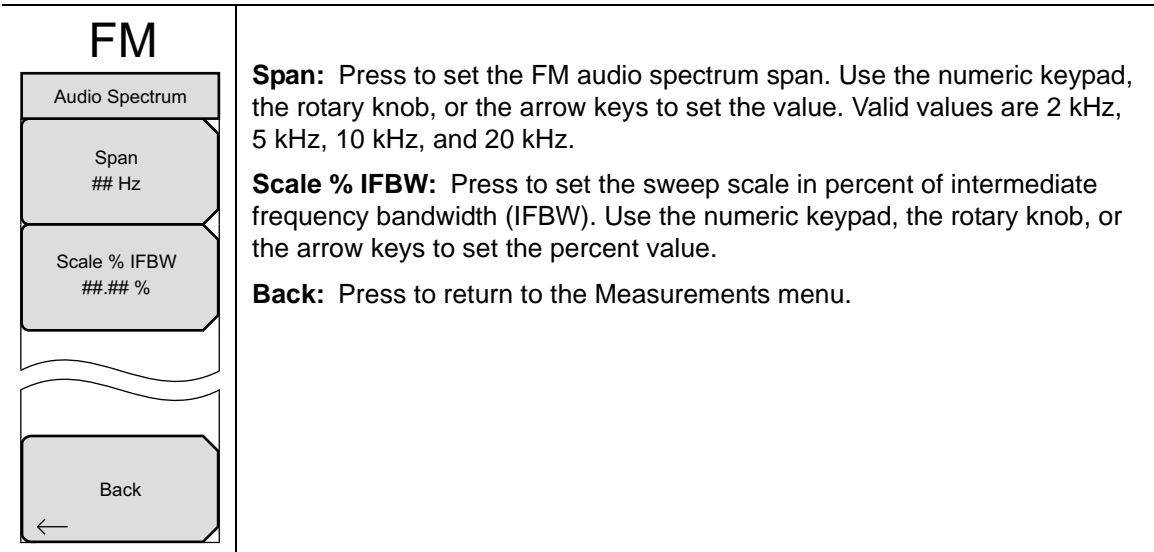 FM
Audio Spectrum
Span
## Hz
Scale % IFBW
##.## %
Back
Span: Press to set the FM audio spectrum span. Use the numeric keypad,
the rotary knob, or the arrow keys to set the value. Valid values are 2 kHz,
5 kHz, 10 kHz, and 20 kHz.
Scale % IFBW: Press to set the sweep scale in percent of intermediate
frequency bandwidth (IFBW). Use the numeric keypad, the rotary knob, or
the arrow keys to set the percent value.
Back: Press to return to the Measurements menu.